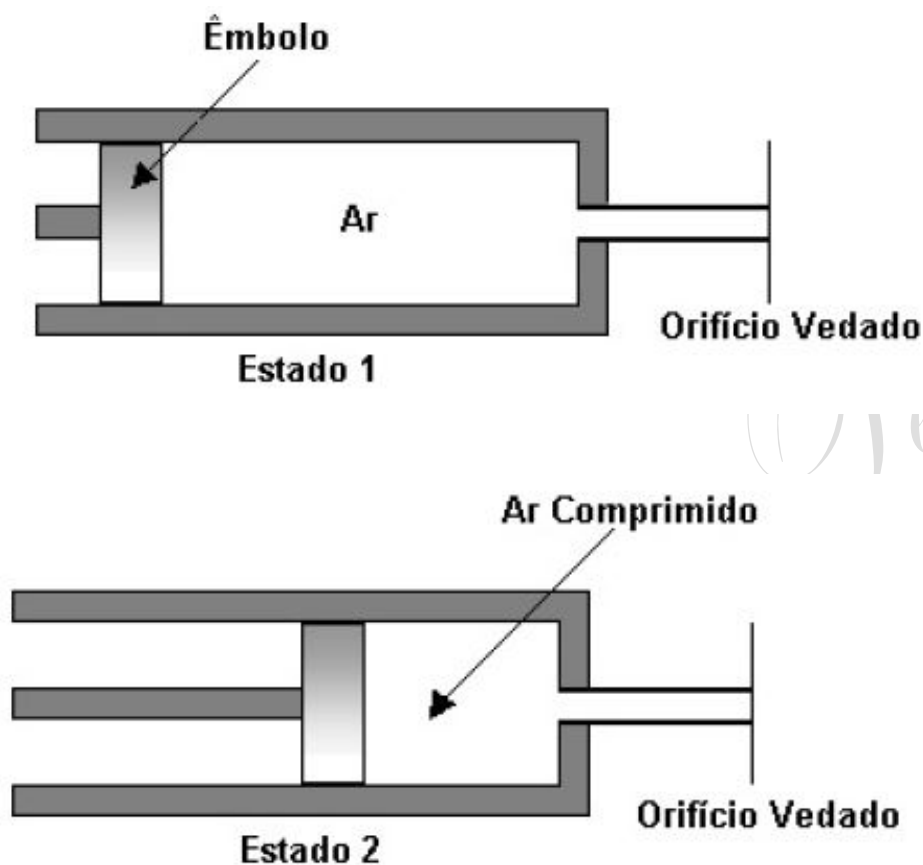 Êmbolo
Ar
Orifício Vedado
Estado 1
Ar Comprimido
Orifício Vedado
Estado 2